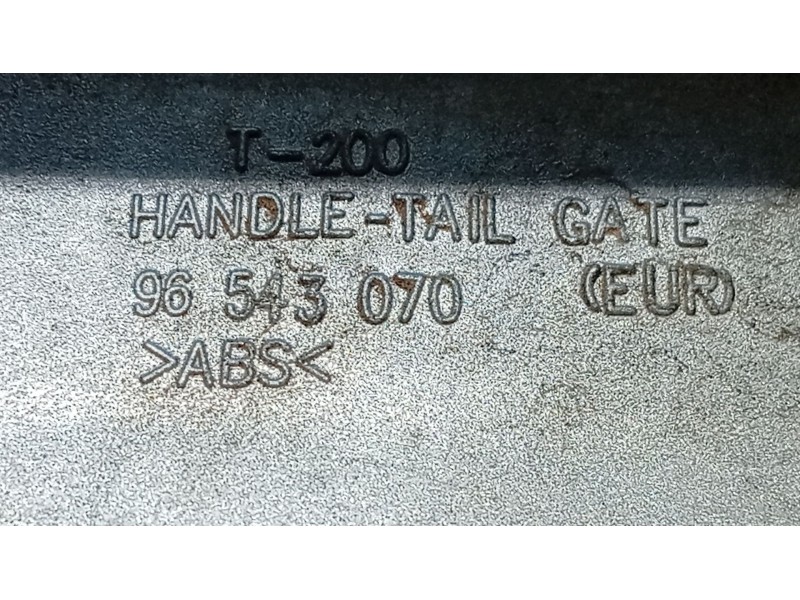 T-200
HANDLE-TAIL GATE
96 543 070 (EUR)
>ABS<